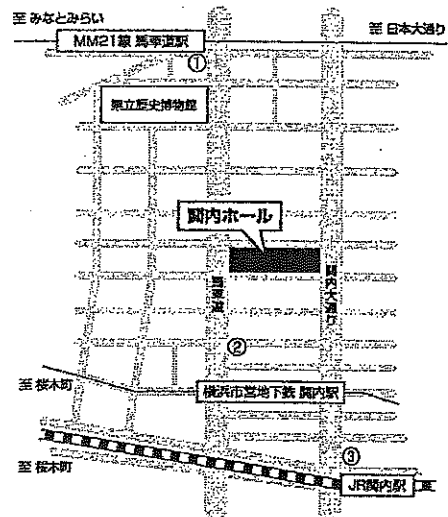 至 みなとみらい
至 日本大通り
MM21線 馬車道駅
①
県立歴史博物館
関内ホール
馬車道
関内大通り
②
至 桜木町
横浜市営地下鉄 関内駅
③
至 桜木町
JR関内駅